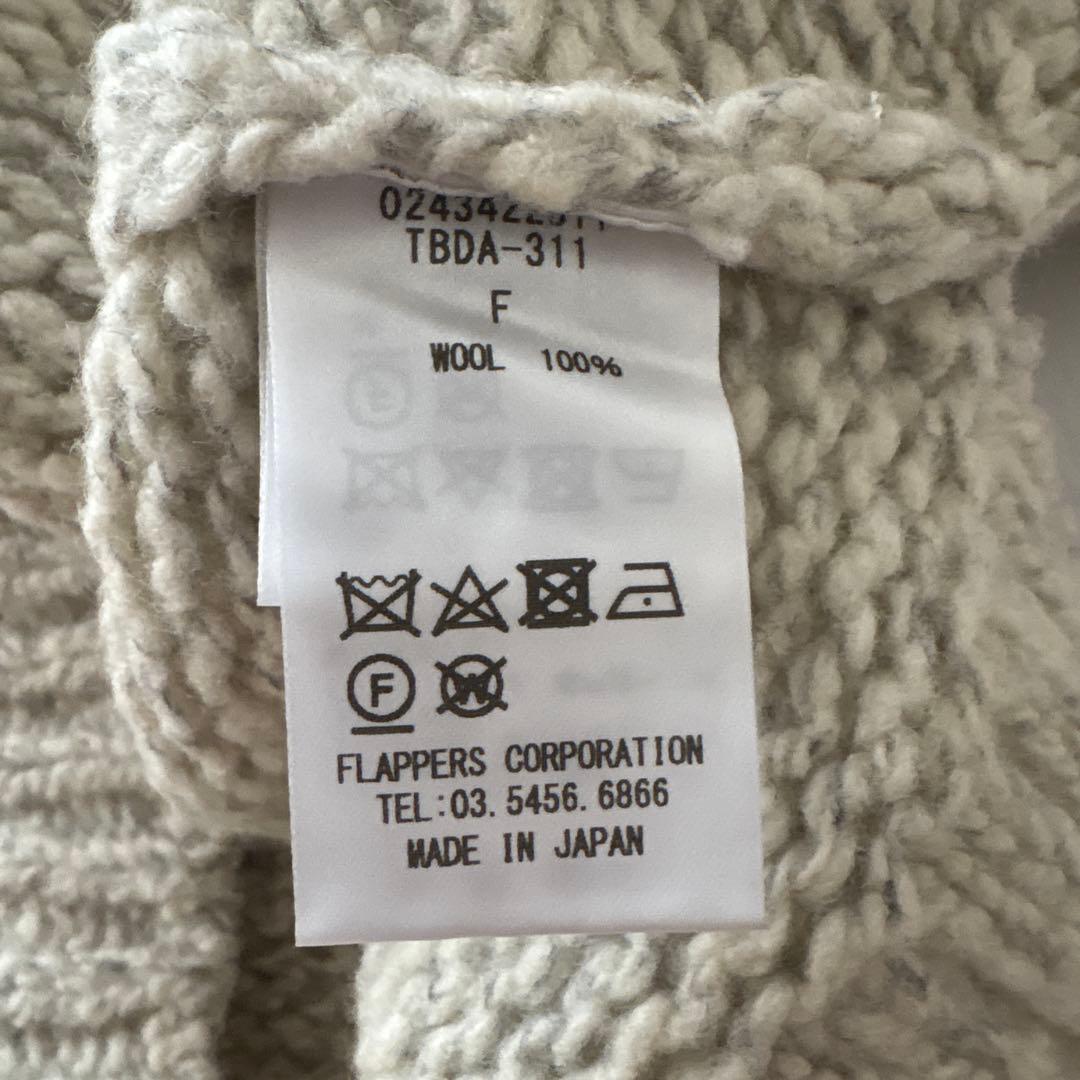 TBDA-311
F
WOOL 100%
F W
FLAPPERS CORPORATION
TEL:03.5456.6866
MADE IN JAPAN